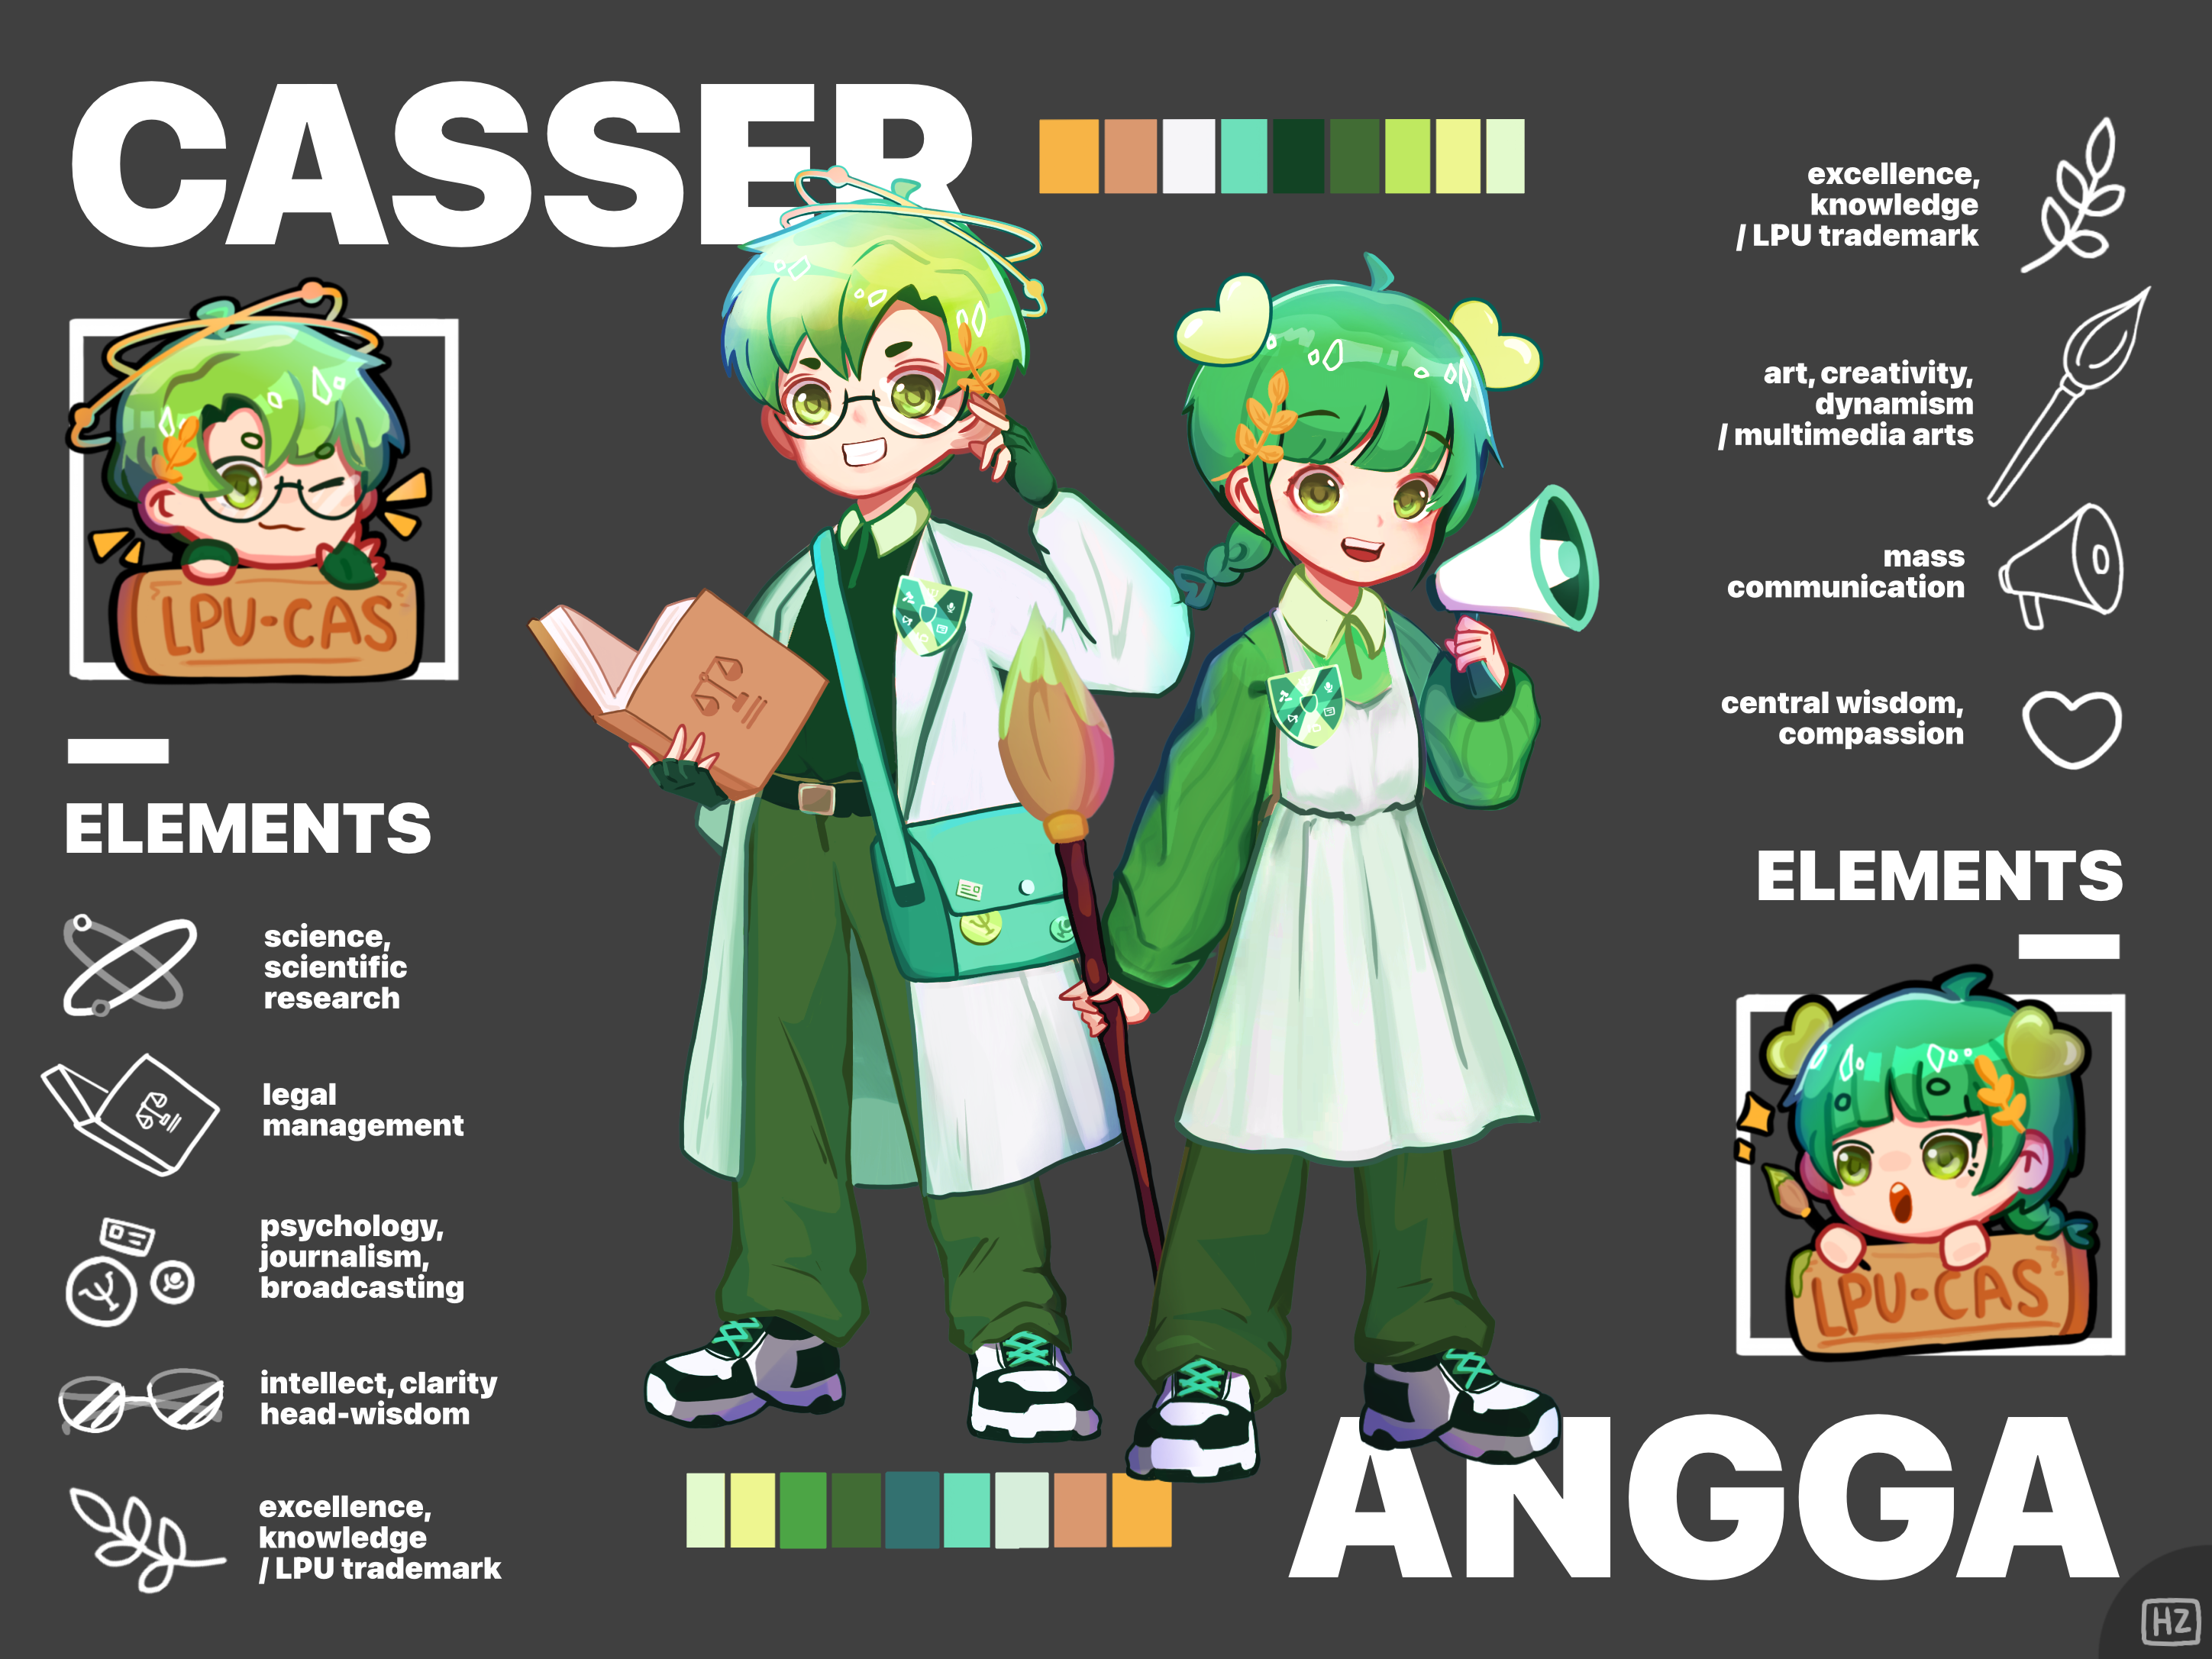 CASSER
LPU-CAS
ELEMENTS
science,
scientific
research
legal
management
psychology,
journalism,
broadcasting
intellect, clarity
head-wisdom
excellence,
knowledge
/ LPU trademark
excellence,
knowledge
/ LPU trademark
art, creativity,
dynamism
/ multimedia arts
mass
communication
central wisdom,
compassion
ELEMENTS
LPU-CAS
ANGGA
HZ